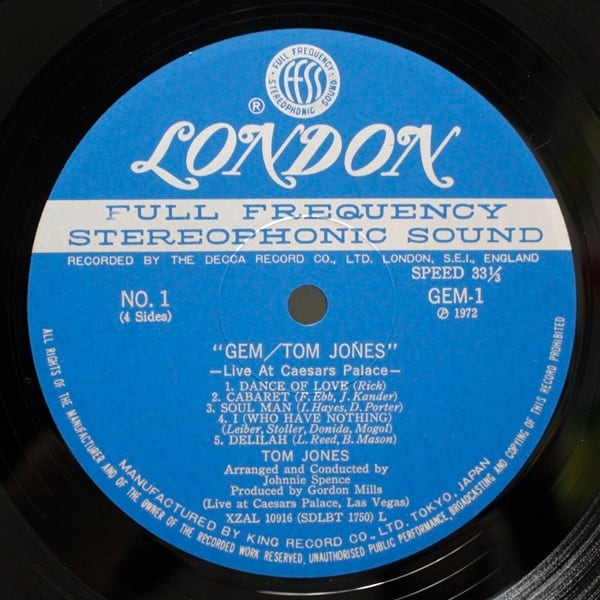 FULL FREQUENCY
ffss
STEREOPHONIC SOUND
®
LONDON
FULL FREQUENCY
STEREOPHONIC SOUND
RECORDED BY THE DECCA RECORD CO., LTD. LONDON, S.E.I., ENGLAND
SPEED 33⅓
NO. 1
(4 Sides)
GEM-1
Ⓟ 1972
"GEM/TOM JONES"
—Live At Caesars Palace—
1. DANCE OF LOVE (Rich)
2. CABARET (F. Ebb, J. Kander)
3. SOUL MAN (I. Hayes, D. Porter)
4. I (WHO HAVE NOTHING)
(Leiber, Stoller, Donida, Mogol)
5. DELILAH (L. Reed, B. Mason)
TOM JONES
Arranged and Conducted by
Johnnie Spence
Produced by Gordon Mills
(Live at Caesars Palace, Las Vegas)
XZAL 10916 (SDLBT 1750) L
MANUFACTURED BY KING RECORD CO., LTD. TOKYO, JAPAN
ALL RIGHTS OF THE MANUFACTURER AND OF THE OWNER OF THE RECORDED WORK RESERVED, UNAUTHORISED PUBLIC PERFORMANCE, BROADCASTING AND COPYING OF THIS RECORD PROHIBITED